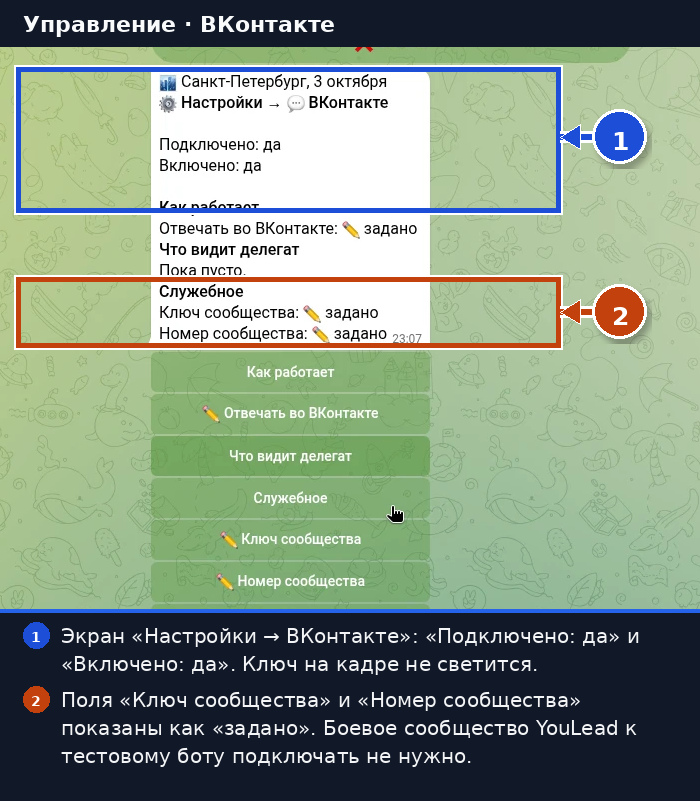 Управление · ВКонтакте
🏙️ Санкт-Петербург, 3 октября
⚙️ Настройки → 💬 ВКонтакте
Подключено: да
Включено: да
Как работает
1
Отвечать во ВКонтакте: ✏️ задано
Что видит делегат
Пока пусто.
Служебное
Ключ сообщества: ✏️ задано
Номер сообщества: ✏️ задано 23:07
2
Как работает
✏️ Отвечать во ВКонтакте
Что видит делегат
Служебное
✏️ Ключ сообщества
✏️ Номер сообщества
1 Экран «Настройки → ВКонтакте»: «Подключено: да» и
«Включено: да». Ключ на кадре не светится.
2 Поля «Ключ сообщества» и «Номер сообщества»
показаны как «задано». Боевое сообщество YouLead к
тестовому боту подключать не нужно.